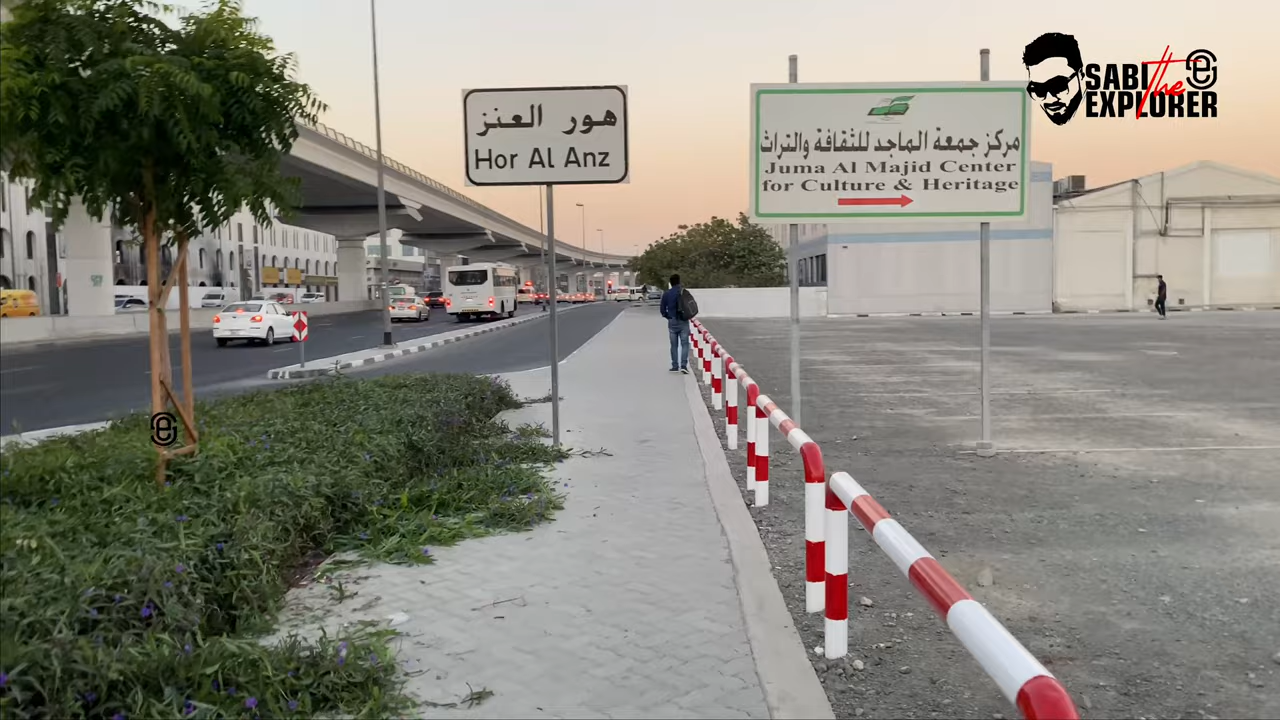 هور العنز
Hor Al Anz
مركز جمعة الماجد للثقافة والتراث
Juma Al Majid Center
for Culture & Heritage
SABI the
EXPLORER